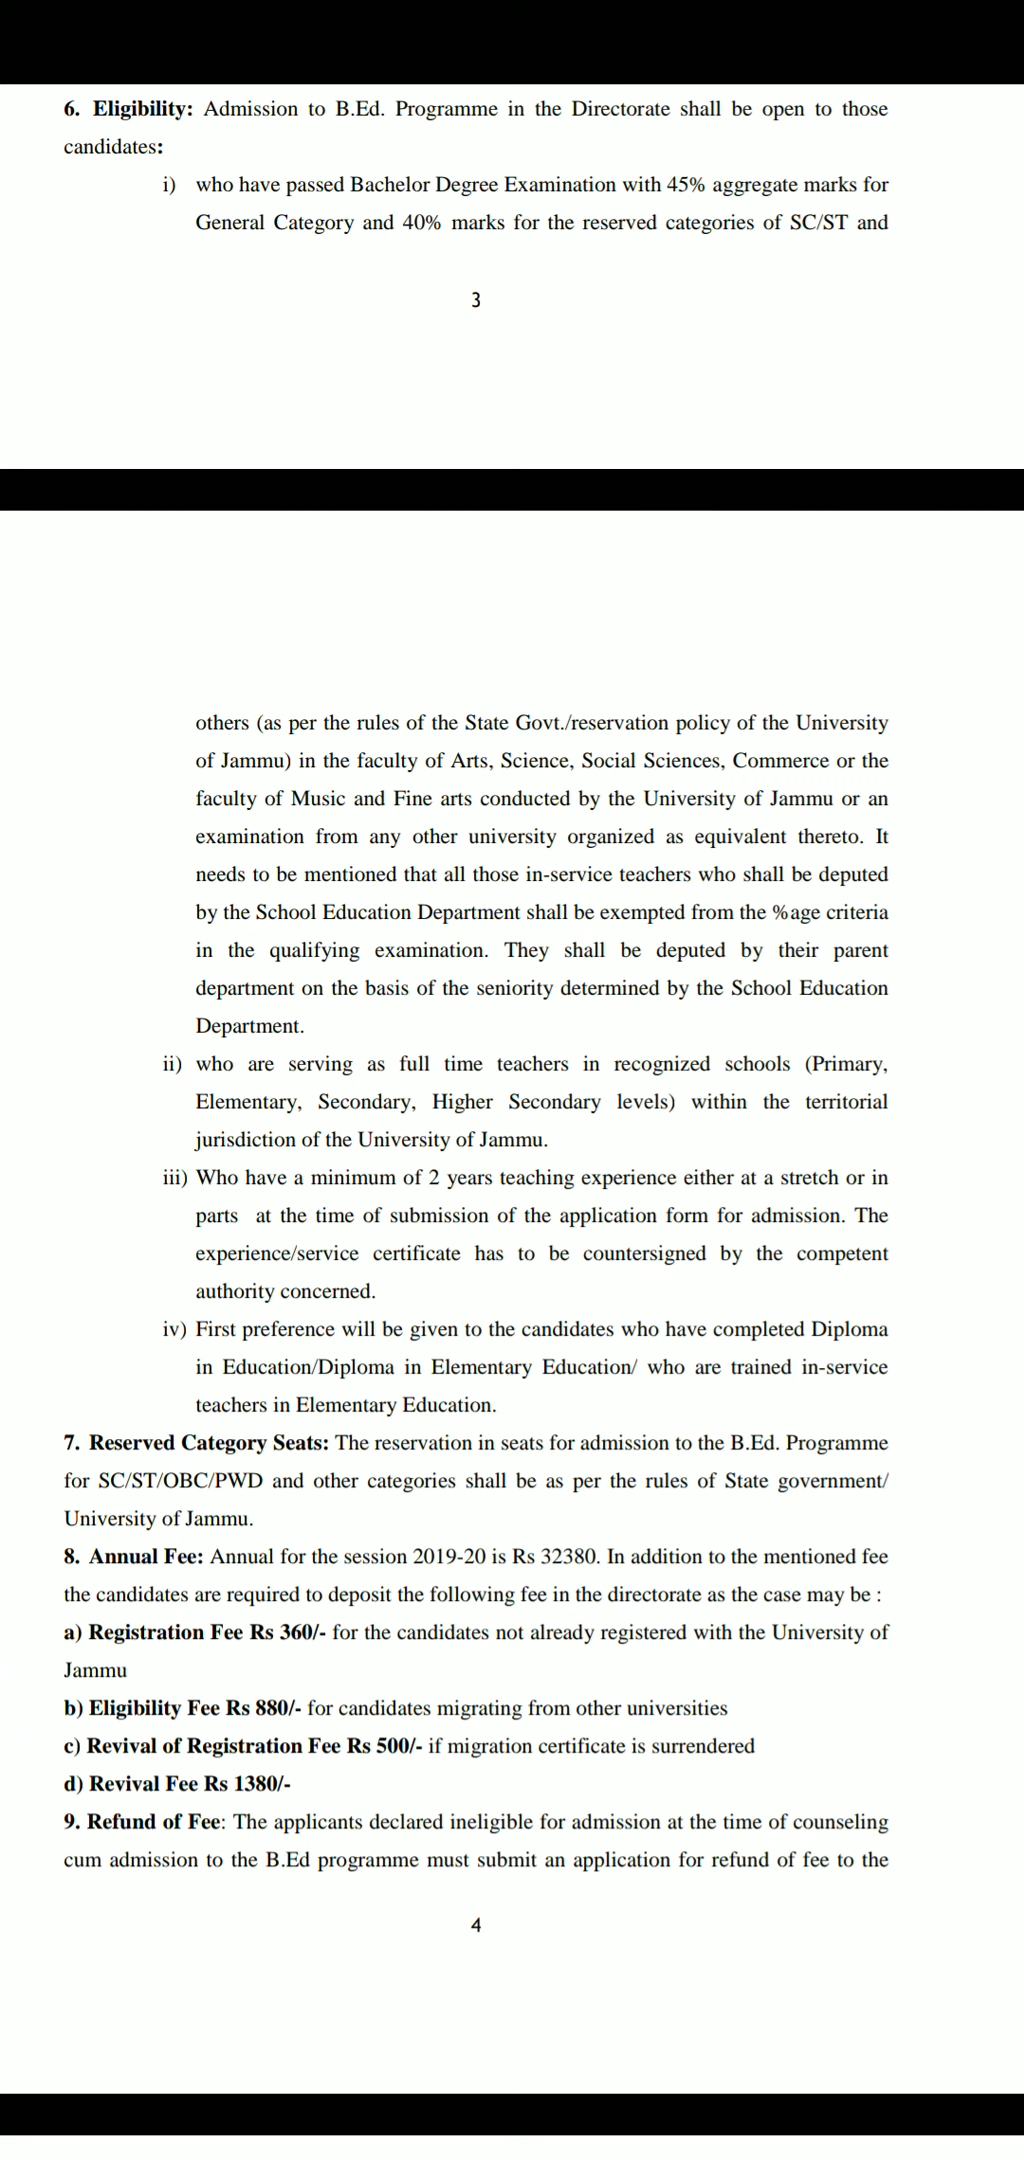 6. Eligibility: Admission to B.Ed. Programme in the Directorate shall be open to those
candidates:
i) who have passed Bachelor Degree Examination with 45% aggregate marks for
General Category and 40% marks for the reserved categories of SC/ST and
3
others (as per the rules of the State Govt./reservation policy of the University
of Jammu) in the faculty of Arts, Science, Social Sciences, Commerce or the
faculty of Music and Fine arts conducted by the University of Jammu or an
examination from any other university organized as equivalent thereto. It
needs to be mentioned that all those in-service teachers who shall be deputed
by the School Education Department shall be exempted from the %age criteria
in the qualifying examination. They shall be deputed by their parent
department on the basis of the seniority determined by the School Education
Department.
ii) who are serving as full time teachers in recognized schools (Primary,
Elementary, Secondary, Higher Secondary levels) within the territorial
jurisdiction of the University of Jammu.
iii) Who have a minimum of 2 years teaching experience either at a stretch or in
parts at the time of submission of the application form for admission. The
experience/service certificate has to be countersigned by the competent
authority concerned.
iv) First preference will be given to the candidates who have completed Diploma
in Education/Diploma in Elementary Education/ who are trained in-service
teachers in Elementary Education.
7. Reserved Category Seats: The reservation in seats for admission to the B.Ed. Programme
for SC/ST/OBC/PWD and other categories shall be as per the rules of State government/
University of Jammu.
8. Annual Fee: Annual for the session 2019-20 is Rs 32380. In addition to the mentioned fee
the candidates are required to deposit the following fee in the directorate as the case may be :
a) Registration Fee Rs 360/- for the candidates not already registered with the University of
Jammu
b) Eligibility Fee Rs 880/- for candidates migrating from other universities
c) Revival of Registration Fee Rs 500/- if migration certificate is surrendered
d) Revival Fee Rs 1380/-
9. Refund of Fee: The applicants declared ineligible for admission at the time of counseling
cum admission to the B.Ed programme must submit an application for refund of fee to the
4